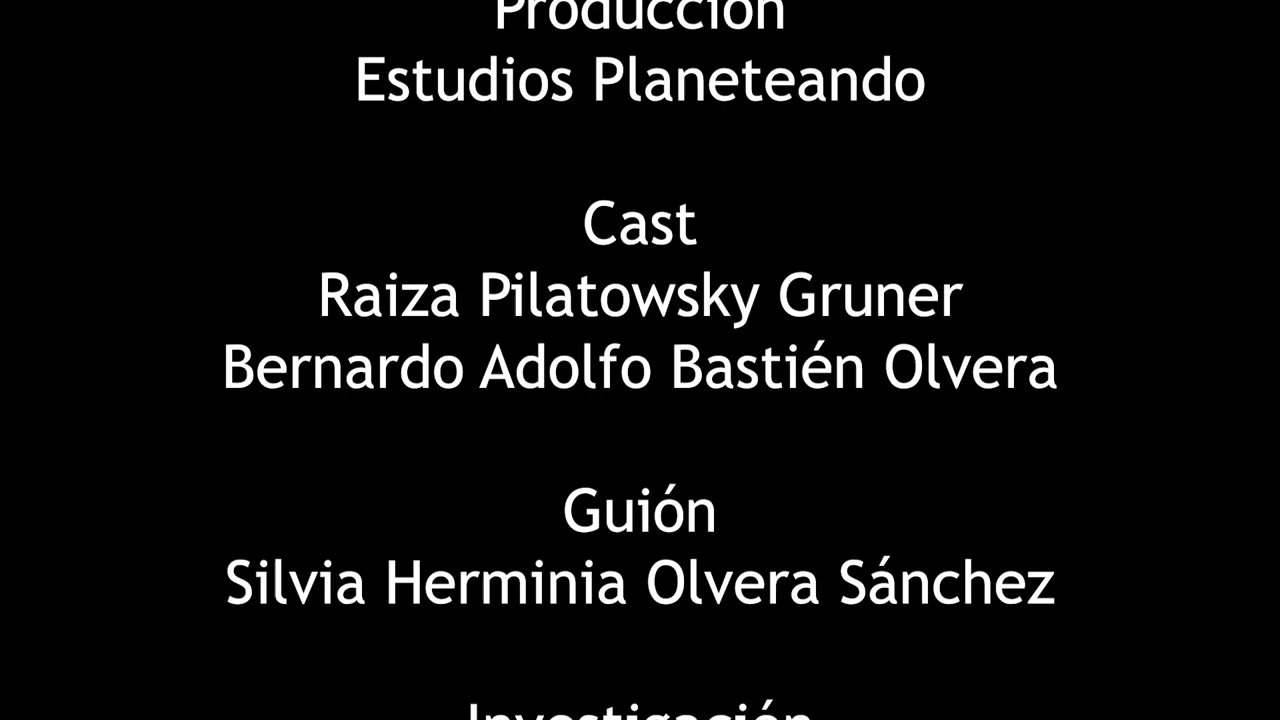 Producción
Estudios Planeteando
Cast
Raiza Pilatowsky Gruner
Bernardo Adolfo Bastién Olvera
Guión
Silvia Herminia Olvera Sánchez
Investigación